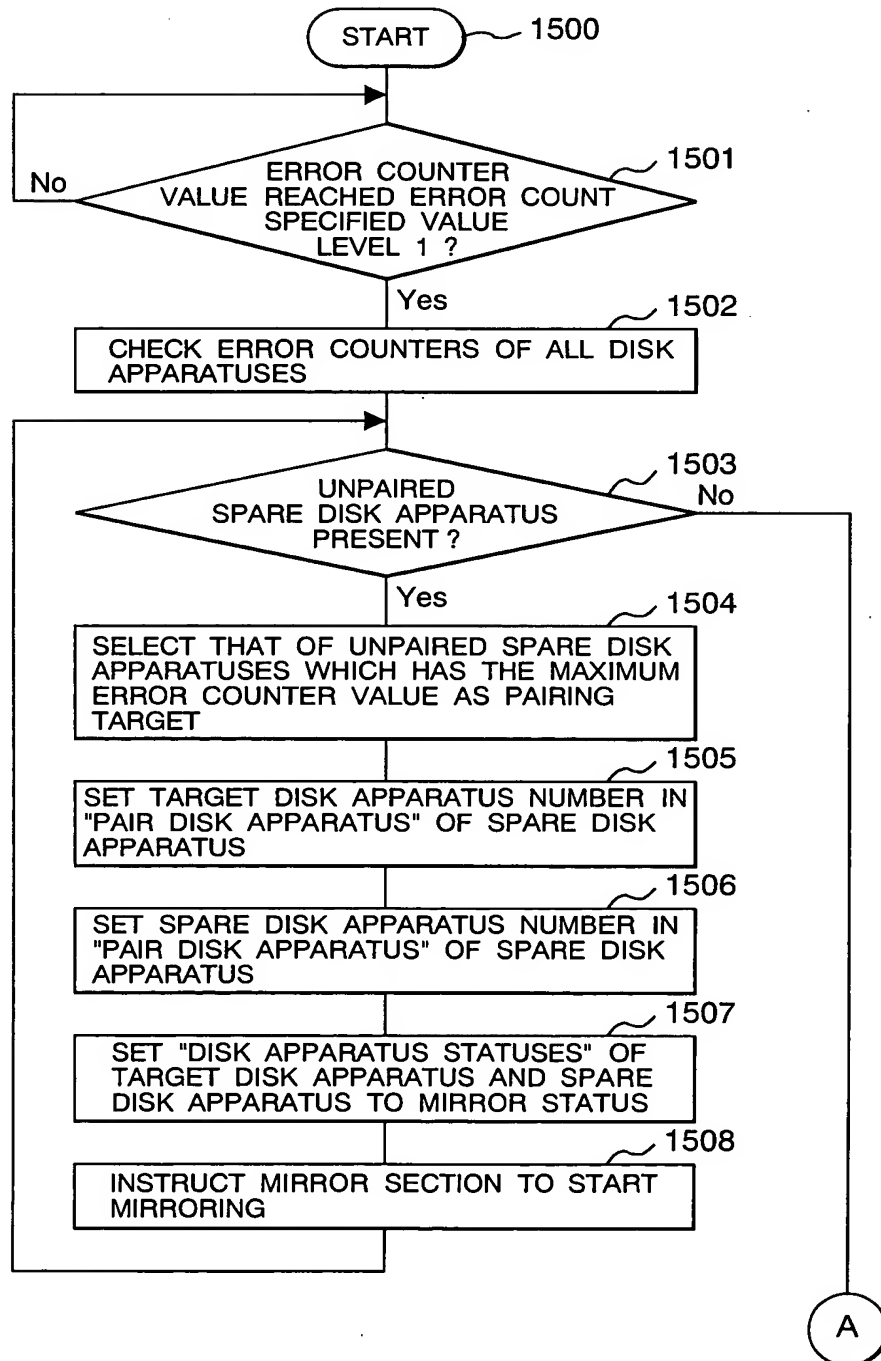 START
1500
1501
ERROR COUNTER
VALUE REACHED ERROR COUNT
SPECIFIED VALUE
LEVEL 1 ?
No
Yes
1502
CHECK ERROR COUNTERS OF ALL DISK
APPARATUSES
1503
UNPAIRED
SPARE DISK APPARATUS
PRESENT ?
No
Yes
1504
SELECT THAT OF UNPAIRED SPARE DISK
APPARATUSES WHICH HAS THE MAXIMUM
ERROR COUNTER VALUE AS PAIRING
TARGET
1505
SET TARGET DISK APPARATUS NUMBER IN
"PAIR DISK APPARATUS" OF SPARE DISK
APPARATUS
1506
SET SPARE DISK APPARATUS NUMBER IN
"PAIR DISK APPARATUS" OF SPARE DISK
APPARATUS
1507
SET "DISK APPARATUS STATUSES" OF
TARGET DISK APPARATUS AND SPARE
DISK APPARATUS TO MIRROR STATUS
1508
INSTRUCT MIRROR SECTION TO START
MIRRORING
A